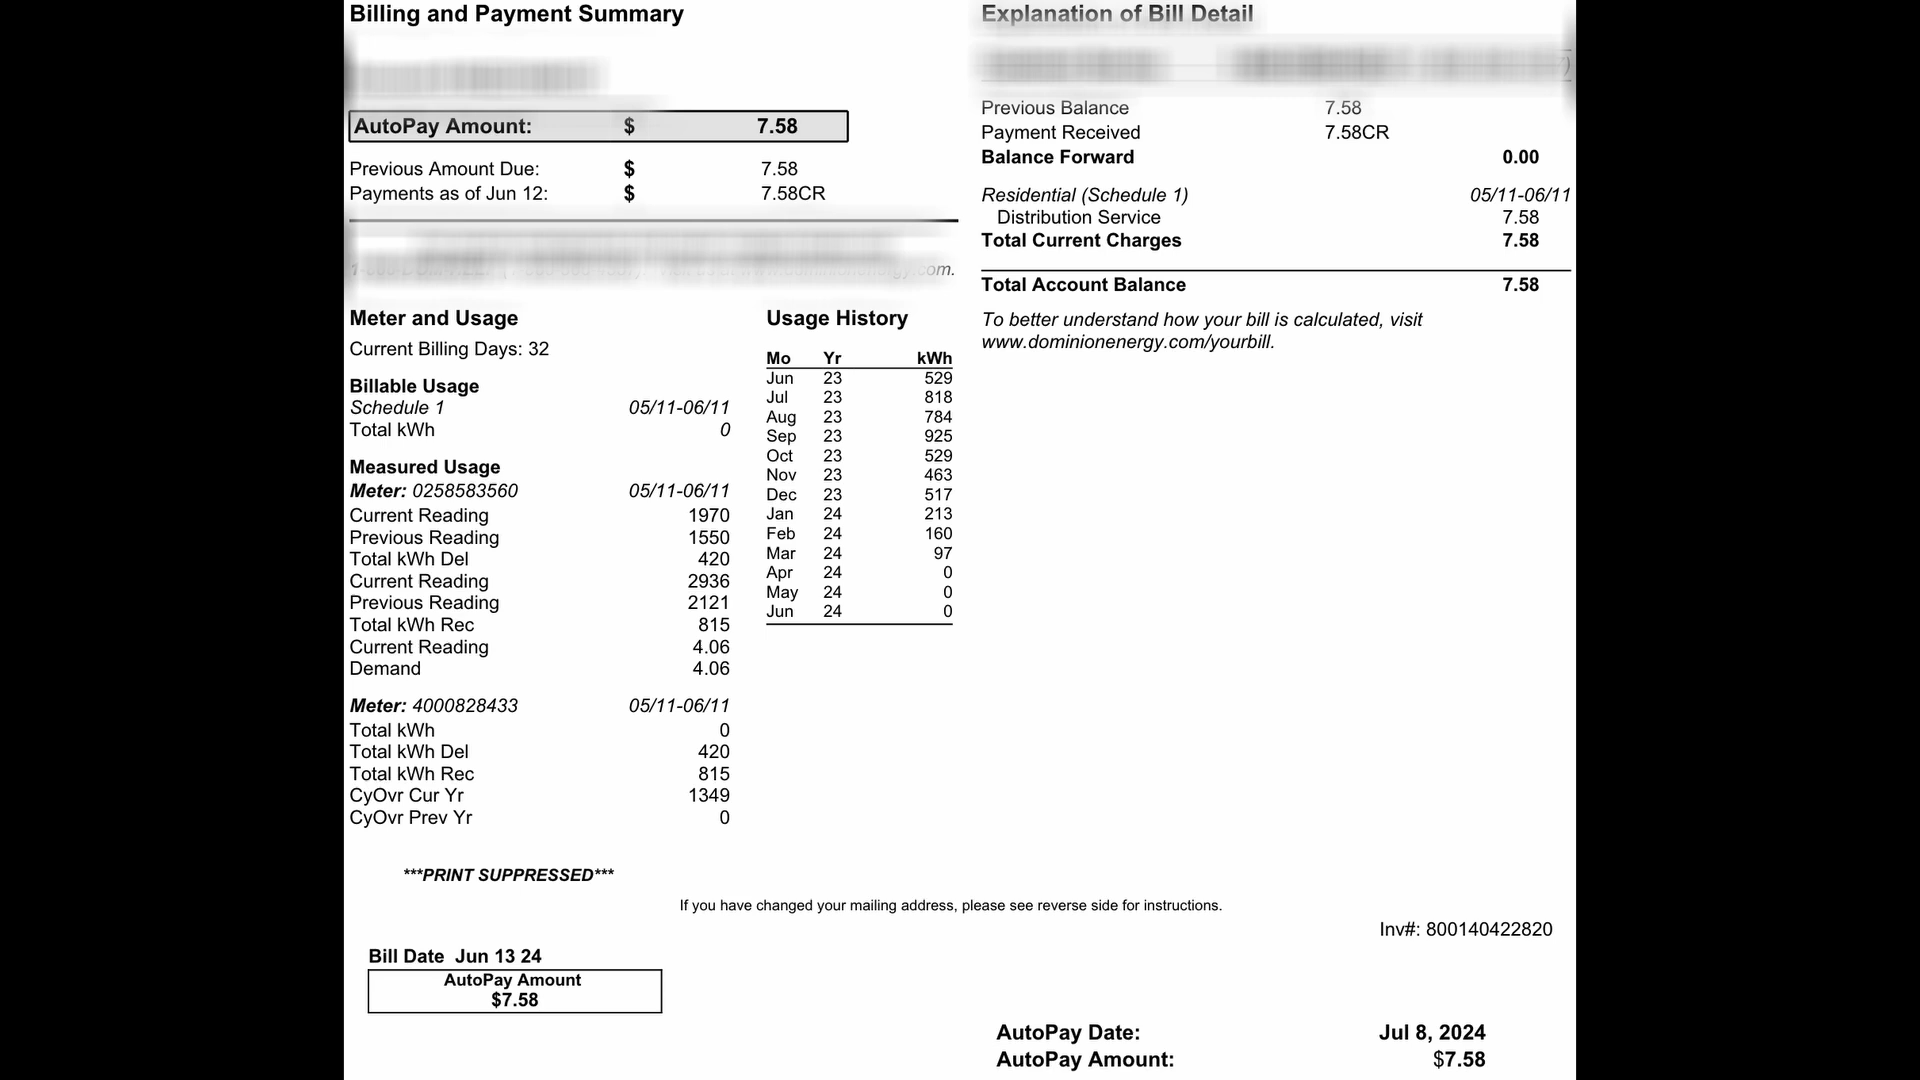 Billing and Payment Summary
AutoPay Amount: $ 7.58
Previous Amount Due: $ 7.58
Payments as of Jun 12: $ 7.58CR
Meter and Usage
Current Billing Days: 32
Billable Usage
Schedule 1 05/11-06/11
Total kWh 0
Measured Usage
Meter: 0258583560 05/11-06/11
Current Reading 1970
Previous Reading 1550
Total kWh Del 420
Current Reading 2936
Previous Reading 2121
Total kWh Rec 815
Current Reading 4.06
Demand 4.06
Meter: 4000828433 05/11-06/11
Total kWh 0
Total kWh Del 420
Total kWh Rec 815
CyOvr Cur Yr 1349
CyOvr Prev Yr 0
Usage History
Mo Yr kWh
Jun 23 529
Jul 23 818
Aug 23 784
Sep 23 925
Oct 23 529
Nov 23 463
Dec 23 517
Jan 24 213
Feb 24 160
Mar 24 97
Apr 24 0
May 24 0
Jun 24 0
Explanation of Bill Detail
Previous Balance 7.58
Payment Received 7.58CR
Balance Forward 0.00
Residential (Schedule 1) 05/11-06/11
Distribution Service 7.58
Total Current Charges 7.58
Total Account Balance 7.58
To better understand how your bill is calculated, visit
www.dominionenergy.com/yourbill.
***PRINT SUPPRESSED***
If you have changed your mailing address, please see reverse side for instructions.
Inv#: 800140422820
Bill Date Jun 13 24
AutoPay Amount
$7.58
AutoPay Date: Jul 8, 2024
AutoPay Amount: $7.58